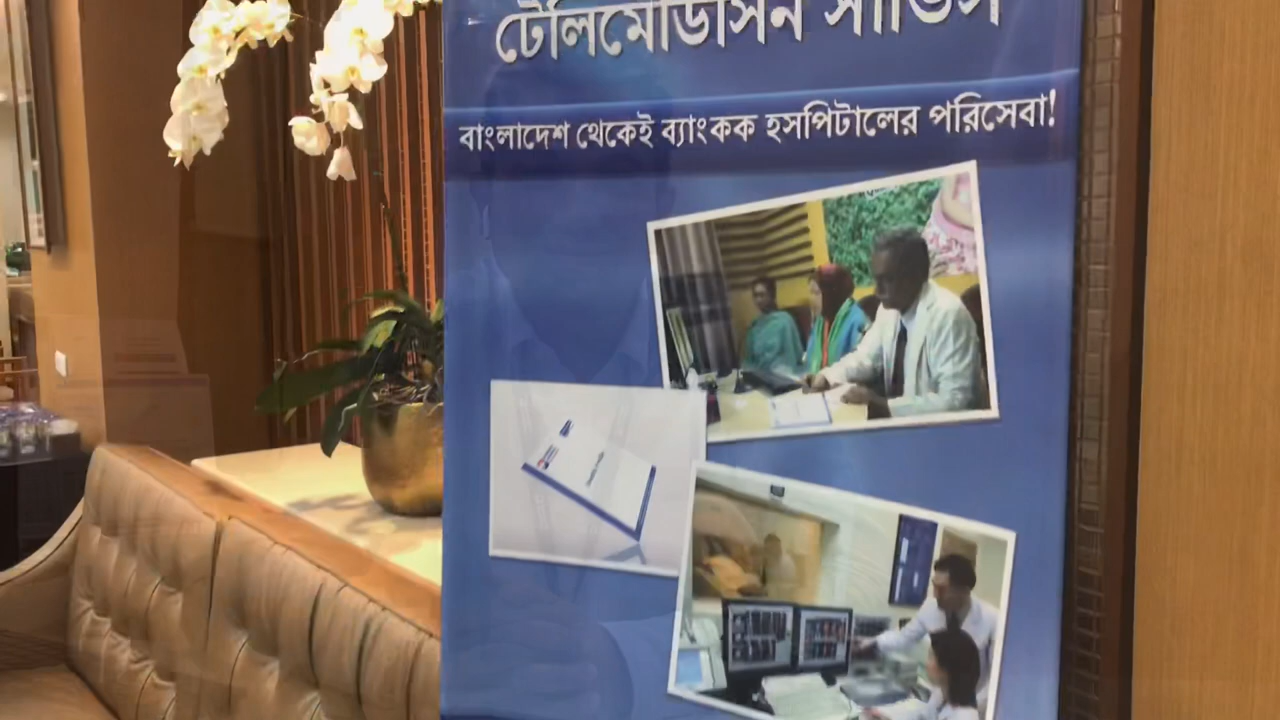 টেলিমেডিসিন সার্ভিস
বাংলাদেশ থেকেই ব্যাংকক হসপিটালের পরিসেবা!